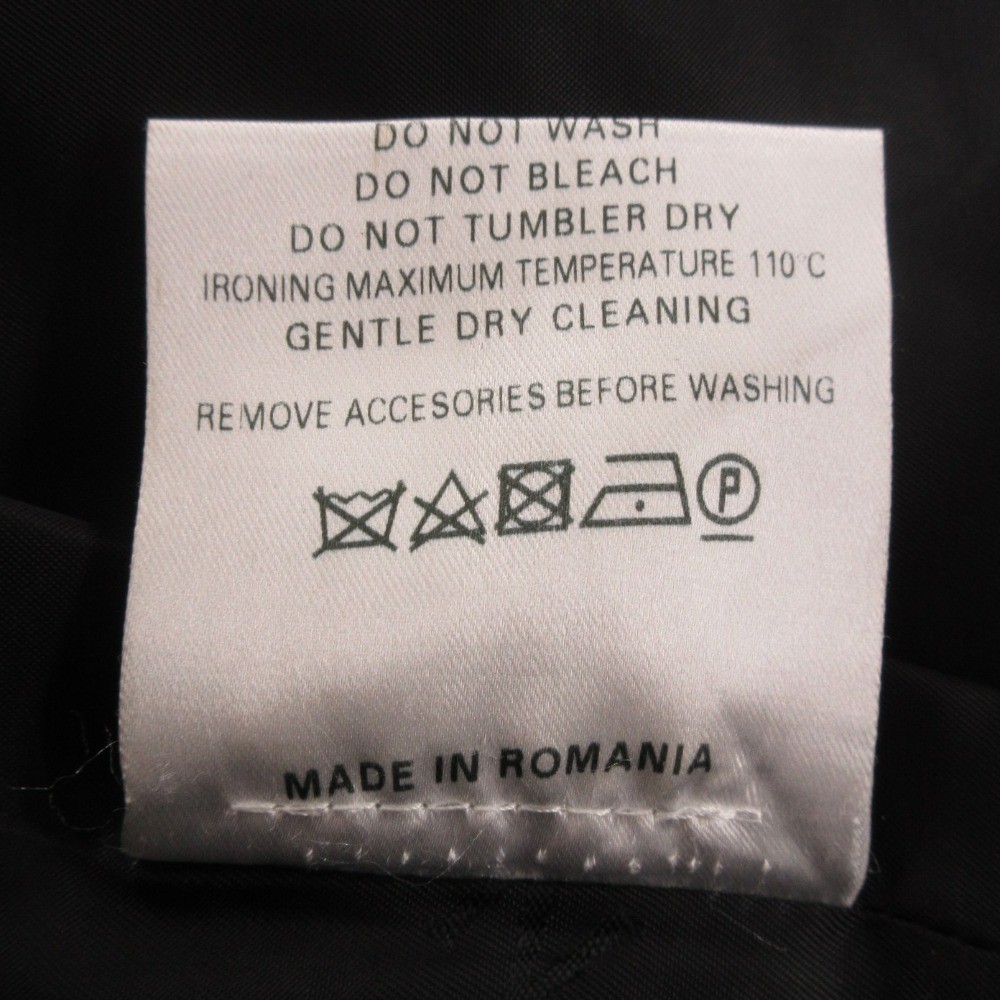 DO NOT WASH
DO NOT BLEACH
DO NOT TUMBLER DRY
IRONING MAXIMUM TEMPERATURE 110°C
GENTLE DRY CLEANING
REMOVE ACCESORIES BEFORE WASHING
P
MADE IN ROMANIA